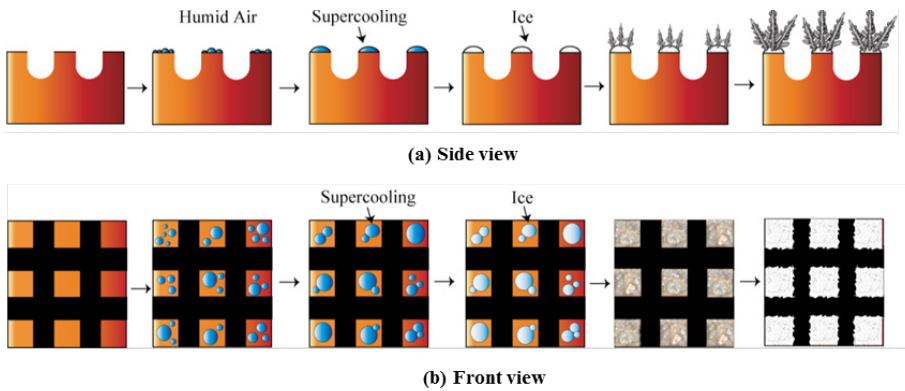 Humid Air
Supercooling
Ice
(a) Side view
Supercooling
Ice
(b) Front view